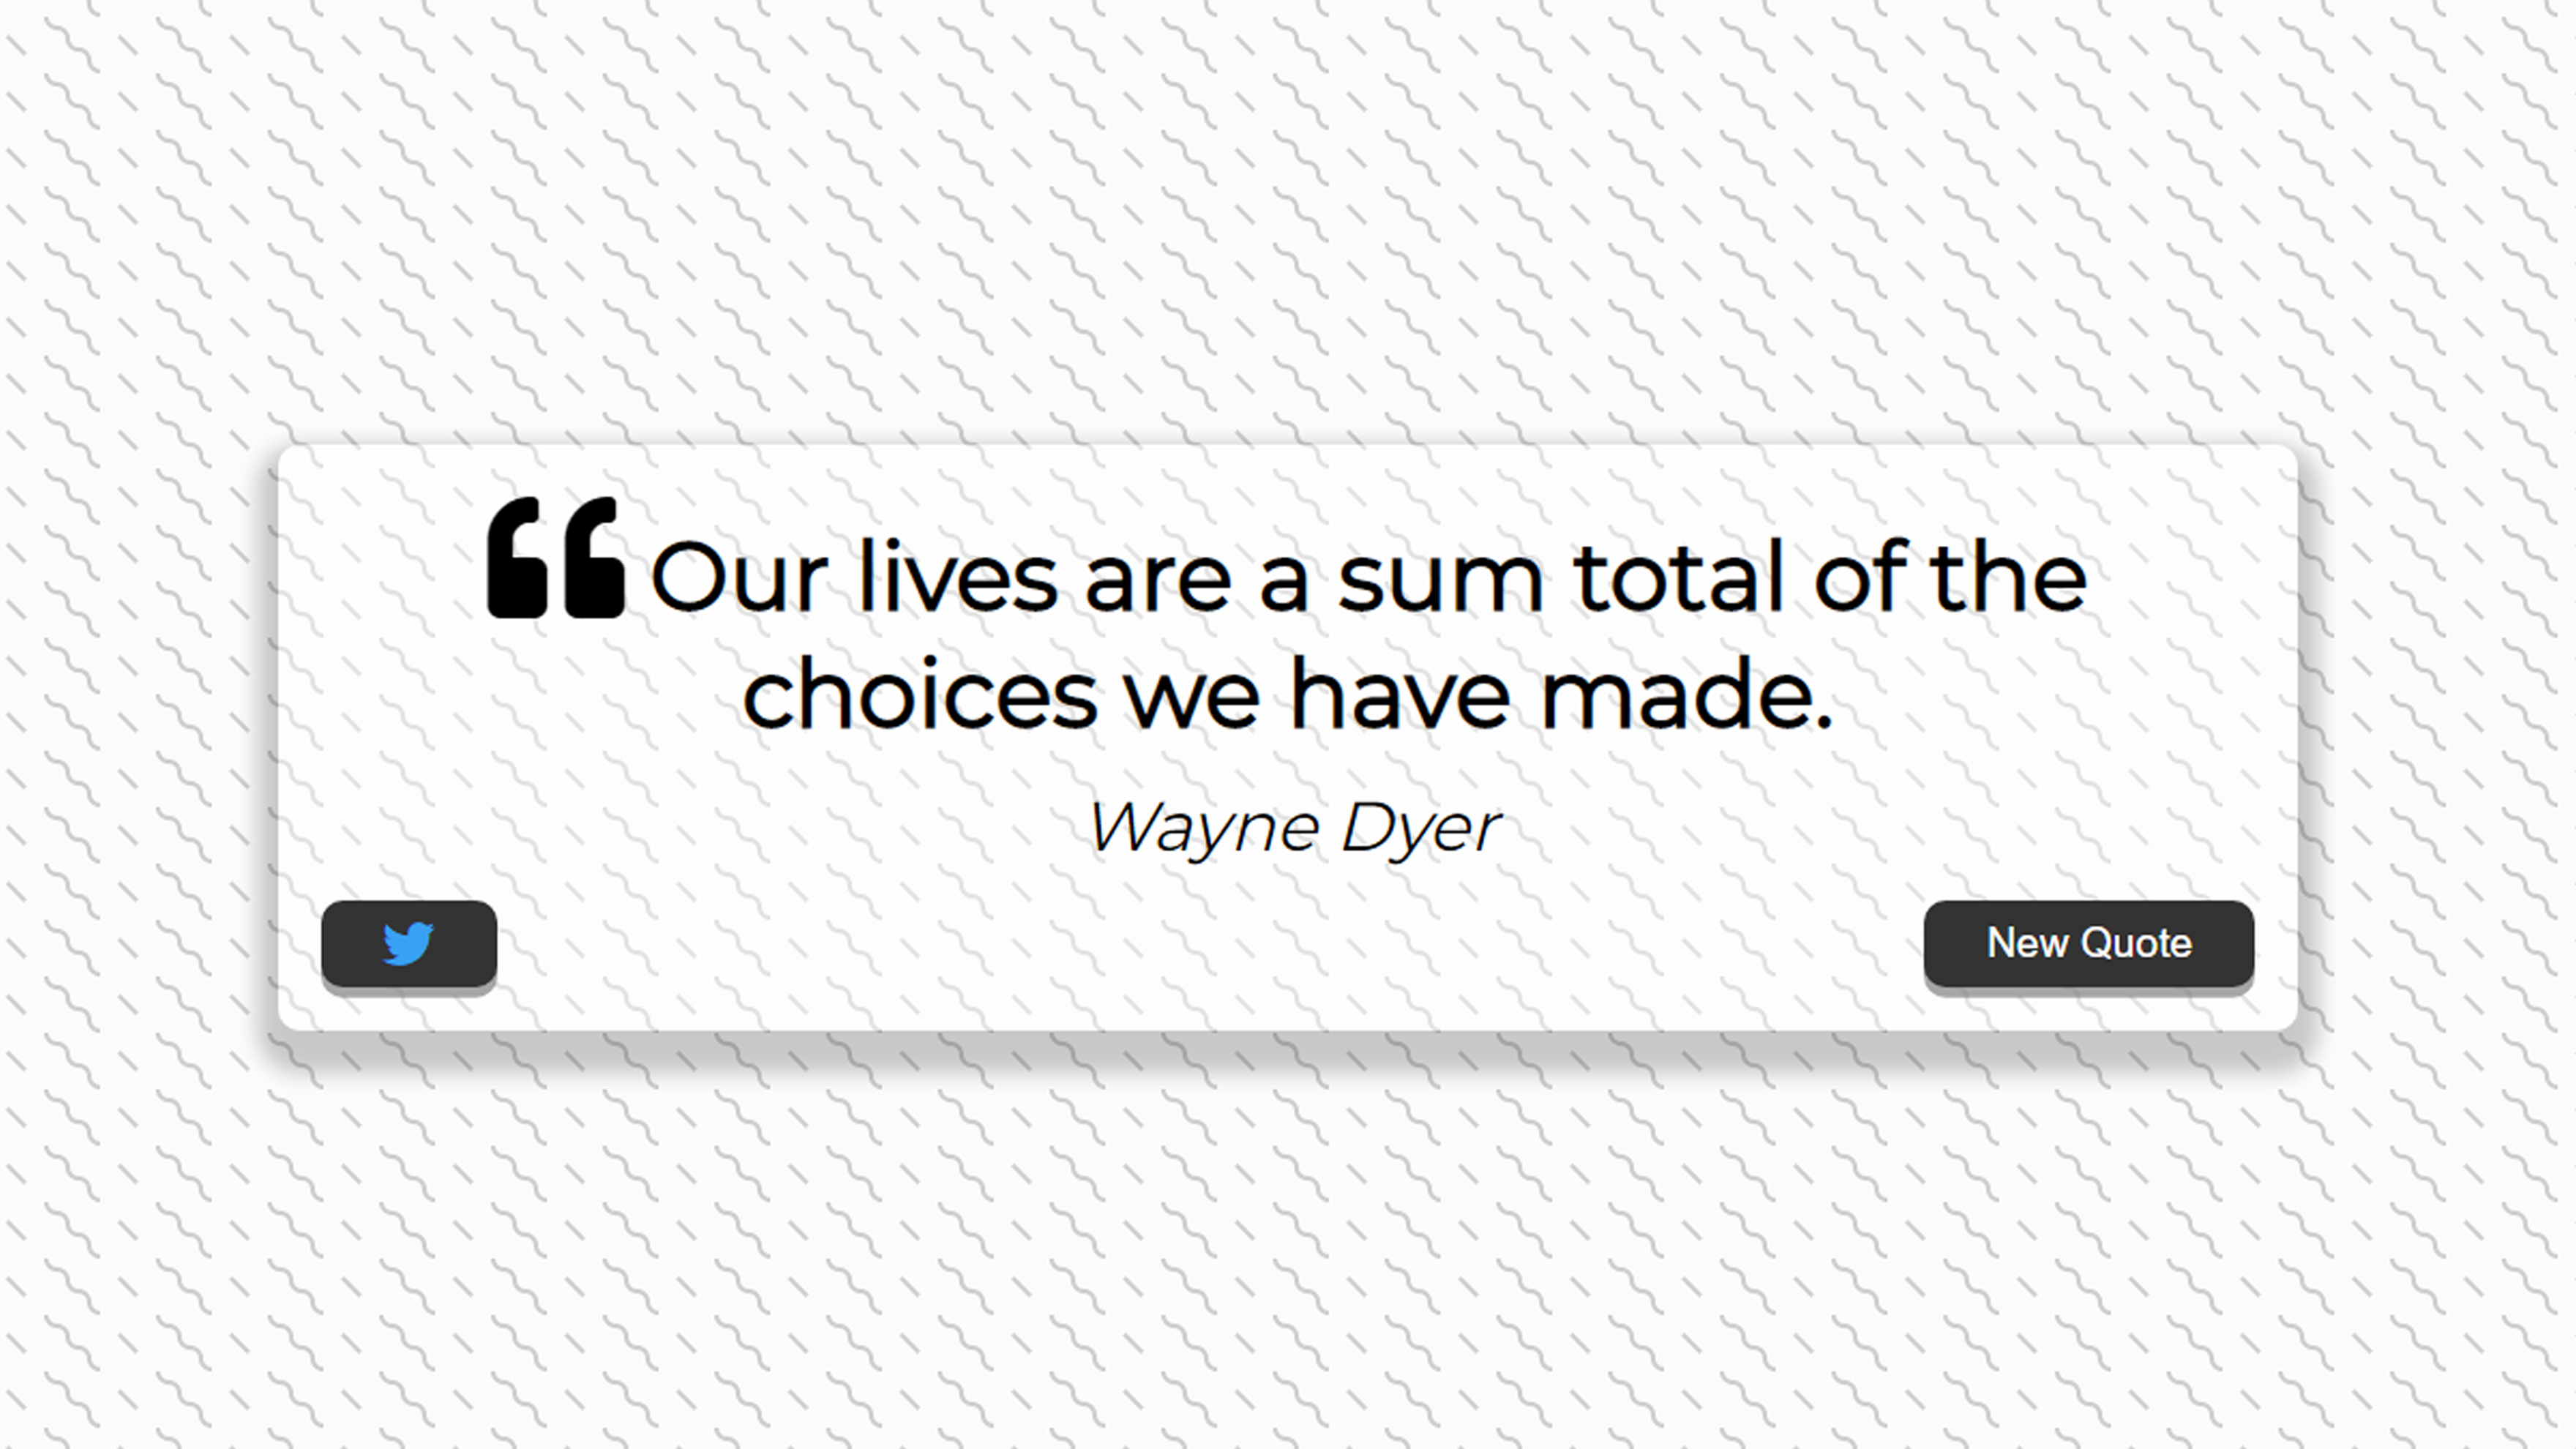 “Our lives are a sum total of the
choices we have made.
Wayne Dyer
New Quote